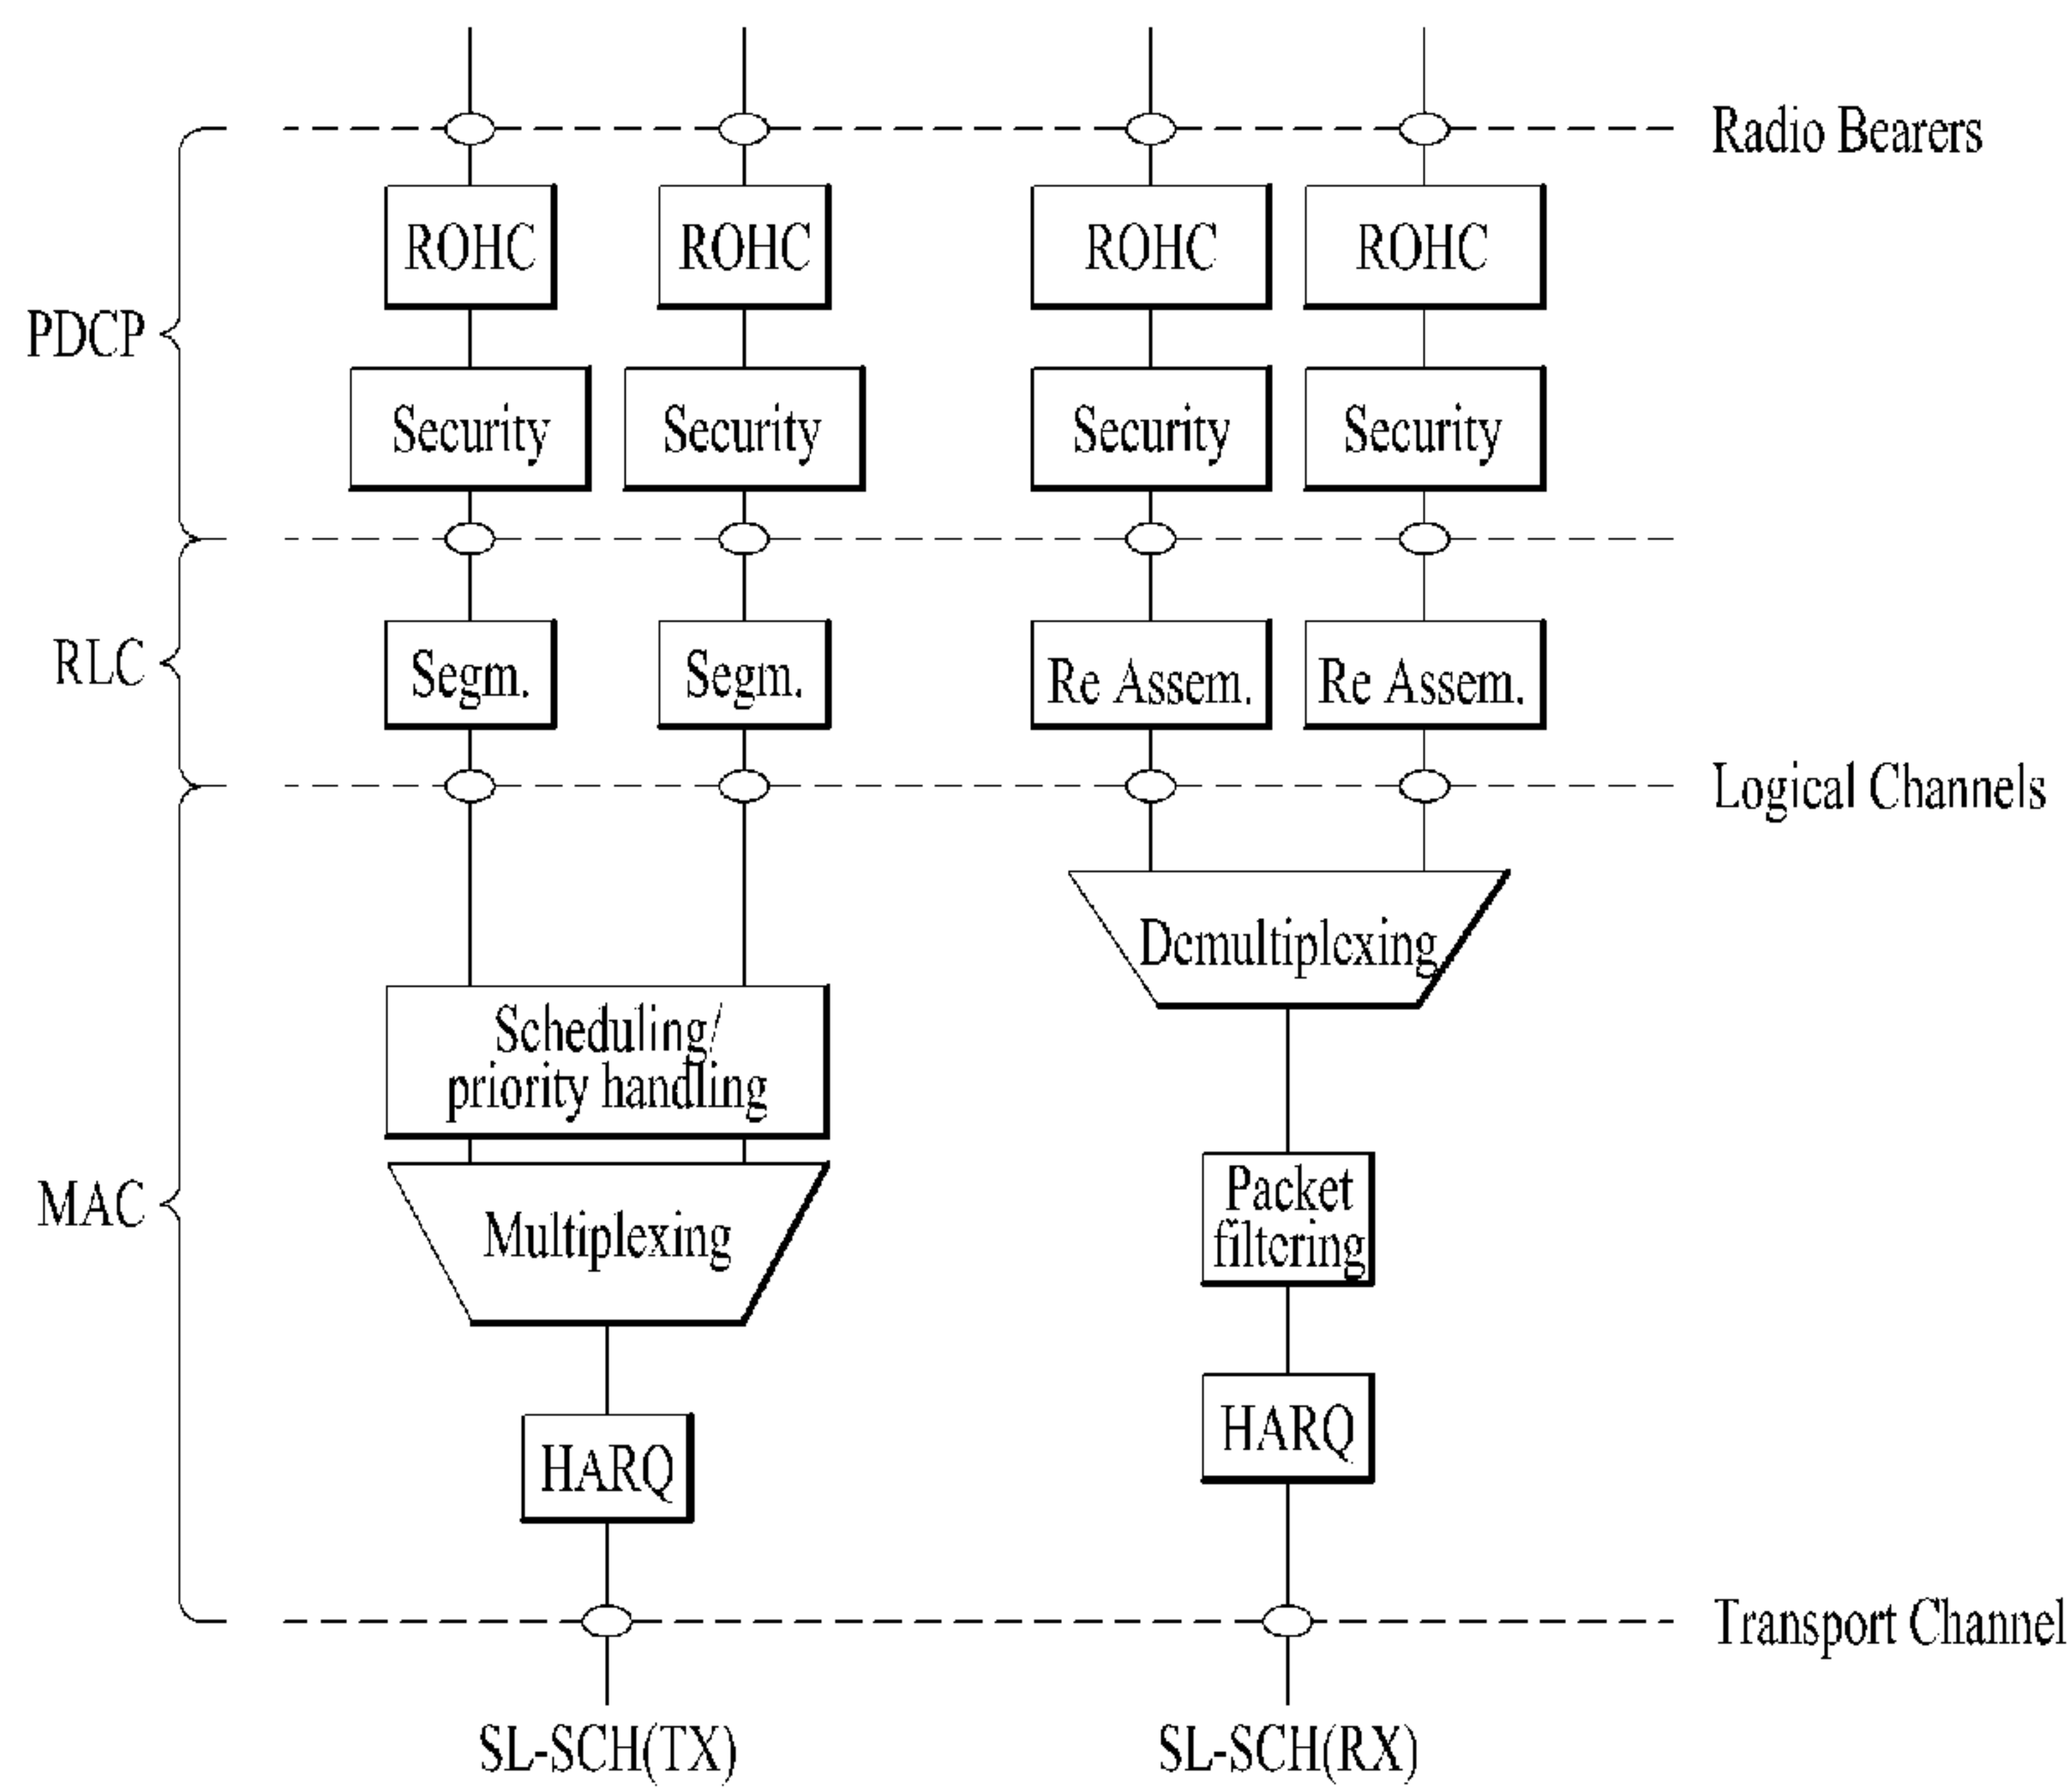 Radio Bearers
ROHC
ROHC
ROHC
ROHC
PDCP
Security
Security
Security
Security
RLC
Segm.
Segm.
Re Assem.
Re Assem.
Logical Channels
Demultiplexing
Scheduling/
priority handling
MAC
Multiplexing
Packet
filtering
HARQ
HARQ
Transport Channel
SL-SCH(TX)
SL-SCH(RX)